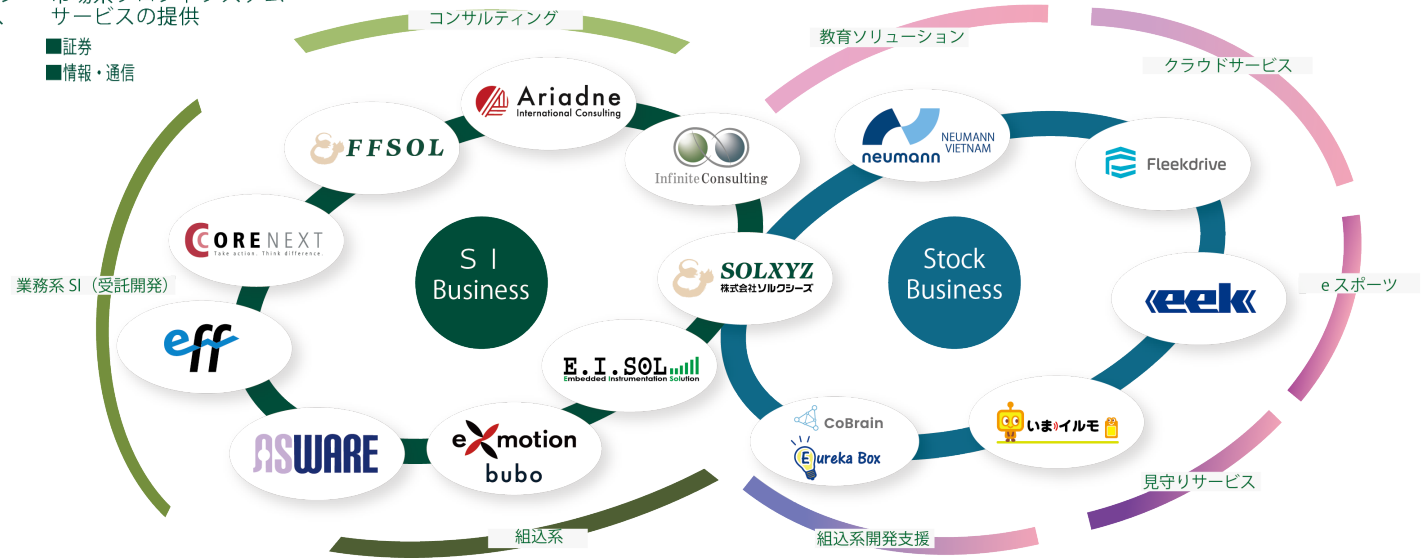 サービスの提供
■証券
■情報・通信
コンサルティング
教育ソリューション
クラウドサービス
Ariadne
International Consulting
FFSOL
Infinite Consulting
neumann
NEUMANN
VIETNAM
Fleekdrive
CORENEXT
Take action. Think difference.
SI
Business
SOLXYZ
株式会社ソルクシーズ
Stock
Business
業務系 SI（受託開発）
eスポーツ
eek
eff
E.I.SOL
Embedded Instrumentation Solution
ASWARE
eXmotion
bubo
CoBrain
Eureka Box
いまイルモ
見守りサービス
組込系
組込系開発支援